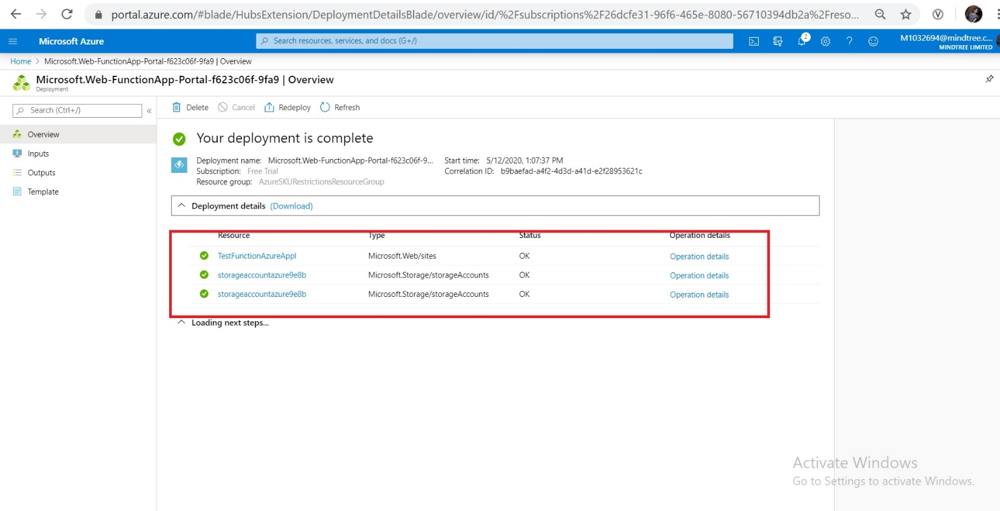 portal.azure.com/#blade/HubsExtension/DeploymentDetailsBlade/overview/id/%2Fsubscriptions%2F26dcfe31-96f6-465e-8080-56710394db2a%2Freso...
Microsoft Azure
Search resources, services, and docs (G+/)
2
M1032694@mindtree.c...
MINDTREE LIMITED
Home > Microsoft.Web-FunctionApp-Portal-f623c06f-9fa9 | Overview
Microsoft.Web-FunctionApp-Portal-f623c06f-9fa9 | Overview
Deployment
Search (Ctrl+/)
«
Overview
Inputs
Outputs
Template
Delete Cancel Redeploy Refresh
Your deployment is complete
Deployment name: Microsoft.Web-FunctionApp-Portal-f623c06f-9...
Subscription: Free Trial
Resource group: AzureSKURestrictionsResourceGroup
Start time: 5/12/2020, 1:07:37 PM
Correlation ID: b9baefad-a4f2-4d3d-a41d-e2f28953621c
Deployment details (Download)
Resource Type Status Operation details
TestFunctionAzureAppl Microsoft.Web/sites OK Operation details
storageaccountazure9e8b Microsoft.Storage/storageAccounts OK Operation details
storageaccountazure9e8b Microsoft.Storage/storageAccounts OK Operation details
Loading next steps...
Activate Windows
Go to Settings to activate Windows.